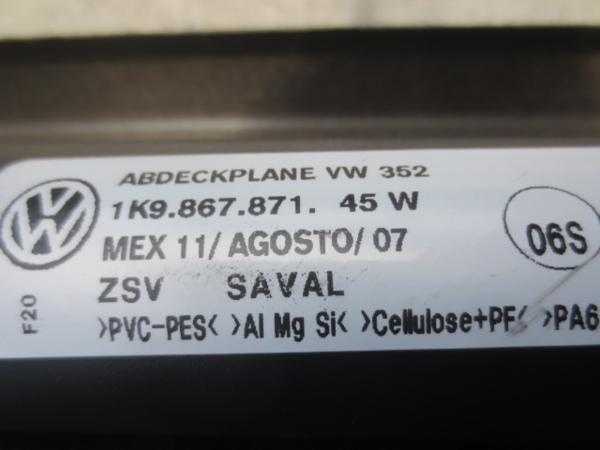 ABDECKPLANE VW 352
1K9.867.871. 45 W
MEX 11/ AGOSTO/ 07
06S
ZSV SAVAL
F20
>PVC-PES< >Al Mg Si< >Cellulose+PF< >PA6